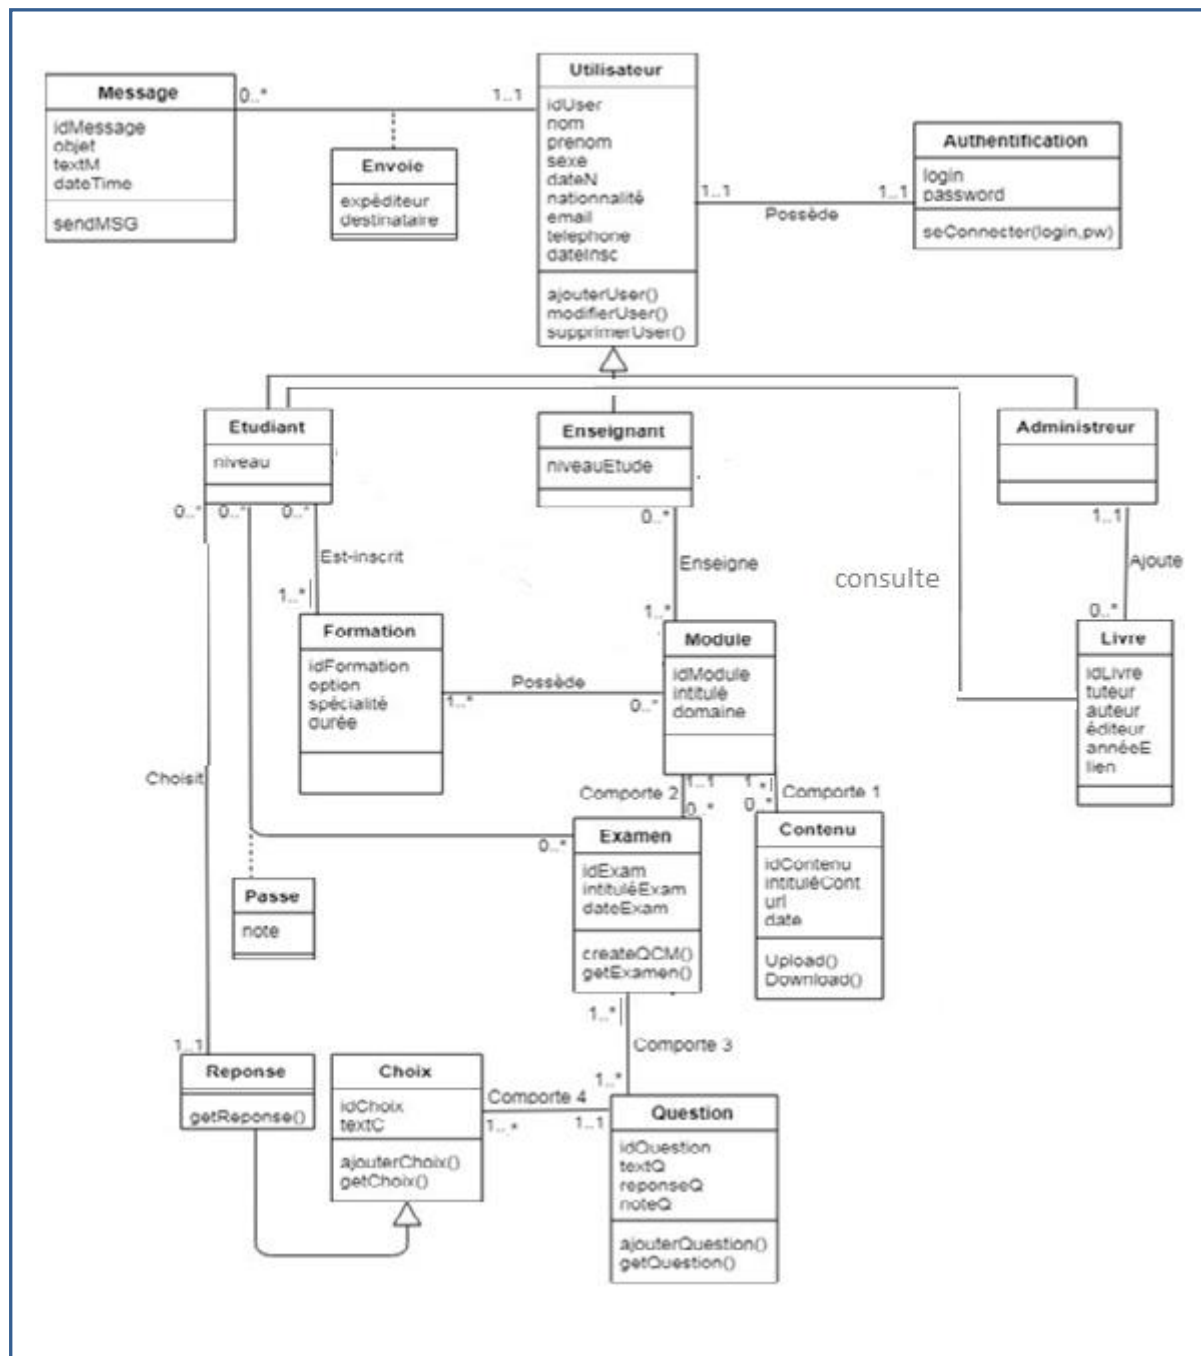 Message
idMessage
objet
textM
dateTime
sendMSG
0..*
1..1
Envoie
expéditeur
destinataire
Utilisateur
idUser
nom
prenom
sexe
dateN
nationnalité
email
telephone
dateInsc
ajouterUser()
modifierUser()
supprimerUser()
1..1
Possède
1..1
Authentification
login
password
seConnecter(login,pw)
Etudiant
niveau
Enseignant
niveauEtude
Administreur
0..*
0..*
0..*
Est-inscrit
1..*
0..*
Enseigne
1..*
consulte
1..1
Ajoute
0..*
Formation
idFormation
option
spécialité
durée
1..*
Possède
0..*
Module
idModule
intitulé
domaine
Livre
idLivre
tuteur
auteur
éditeur
annéeE
lien
Choisit
Comporte 2
1..1
0..*
1..*
0..*
Comporte 1
0..*
Examen
idExam
intituléExam
dateExam
createQCM()
getExamen()
Contenu
idContenu
intituléCont
url
date
Upload()
Download()
Passe
note
1..*
Comporte 3
1..*
1..1
Reponse
getReponse()
Choix
idChoix
textC
ajouterChoix()
getChoix()
Comporte 4
1..*
1..1
Question
idQuestion
textQ
reponseQ
noteQ
ajouterQuestion()
getQuestion()